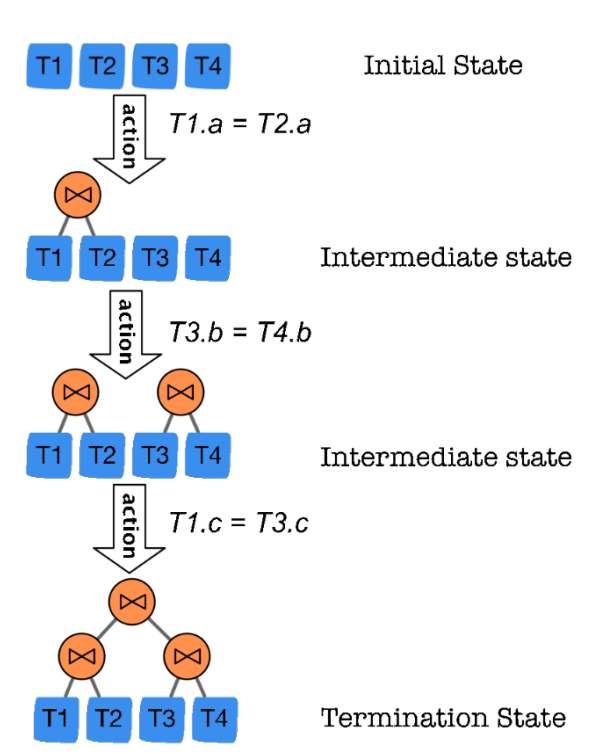 T1 T2 T3 T4 Initial State
action T1.a = T2.a
⋈
T1 T2 T3 T4 Intermediate state
action T3.b = T4.b
⋈ ⋈
T1 T2 T3 T4 Intermediate state
action T1.c = T3.c
⋈
⋈ ⋈
T1 T2 T3 T4 Termination State